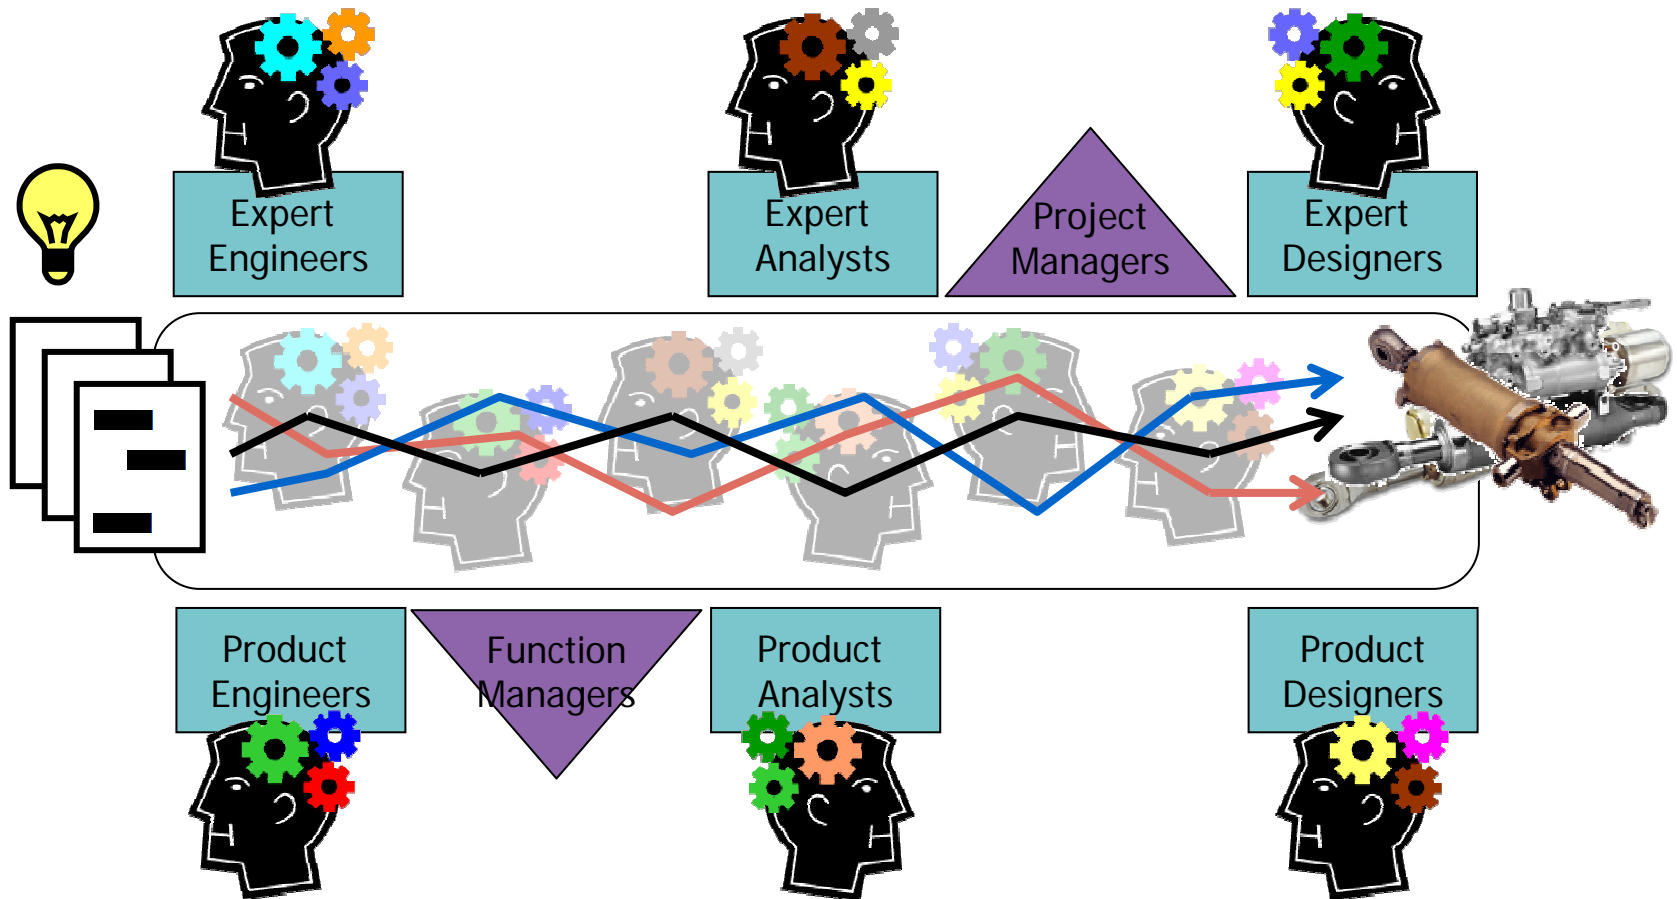 Expert
Engineers
Expert
Analysts
Project
Managers
Expert
Designers
Product
Engineers
Function
Managers
Product
Analysts
Product
Designers